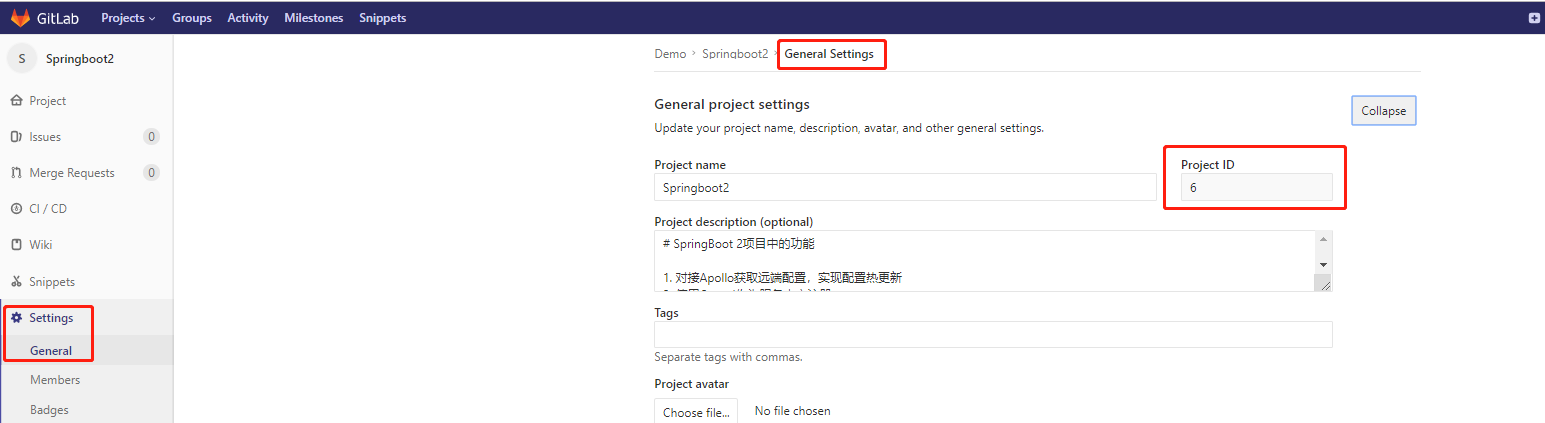 GitLab Projects Groups Activity Milestones Snippets
S Springboot2
Project
Issues 0
Merge Requests 0
CI / CD
Wiki
Snippets
Settings
General
Members
Badges
Demo › Springboot2 › General Settings
General project settings
Collapse
Update your project name, description, avatar, and other general settings.
Project name
Springboot2
Project ID
6
Project description (optional)
# SpringBoot 2项目中的功能
1. 对接Apollo获取远端配置，实现配置热更新
Tags
Separate tags with commas.
Project avatar
Choose file... No file chosen